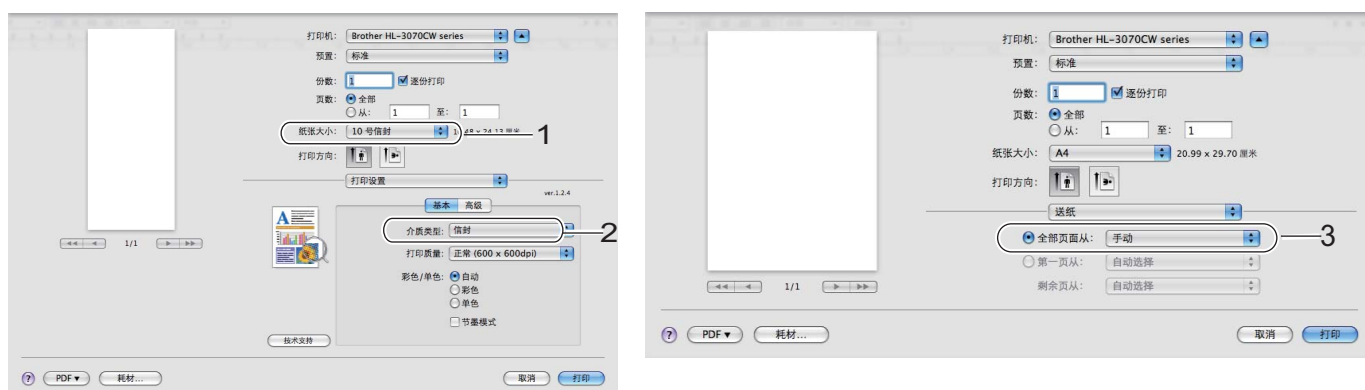 打印机: Brother HL-3070CW series
预置: 标准
份数: 1 逐份打印
页数: 全部
从: 1 至: 1
纸张大小: 10 号信封
1
打印方向:
打印设置
ver.1.2.4
基本 高级
介质类型: 信封
2
打印质量: 正常 (600 x 600dpi)
彩色/单色: 自动
彩色
单色
节墨模式
1/1
技术支持
? PDF▼ 耗材... 取消 打印
打印机: Brother HL-3070CW series
预置: 标准
份数: 1 逐份打印
页数: 全部
从: 1 至: 1
纸张大小: A4 20.99 x 29.70 厘米
打印方向:
送纸
全部页面从: 手动
3
第一页从: 自动选择
剩余页从: 自动选择
1/1
? PDF▼ 耗材... 取消 打印